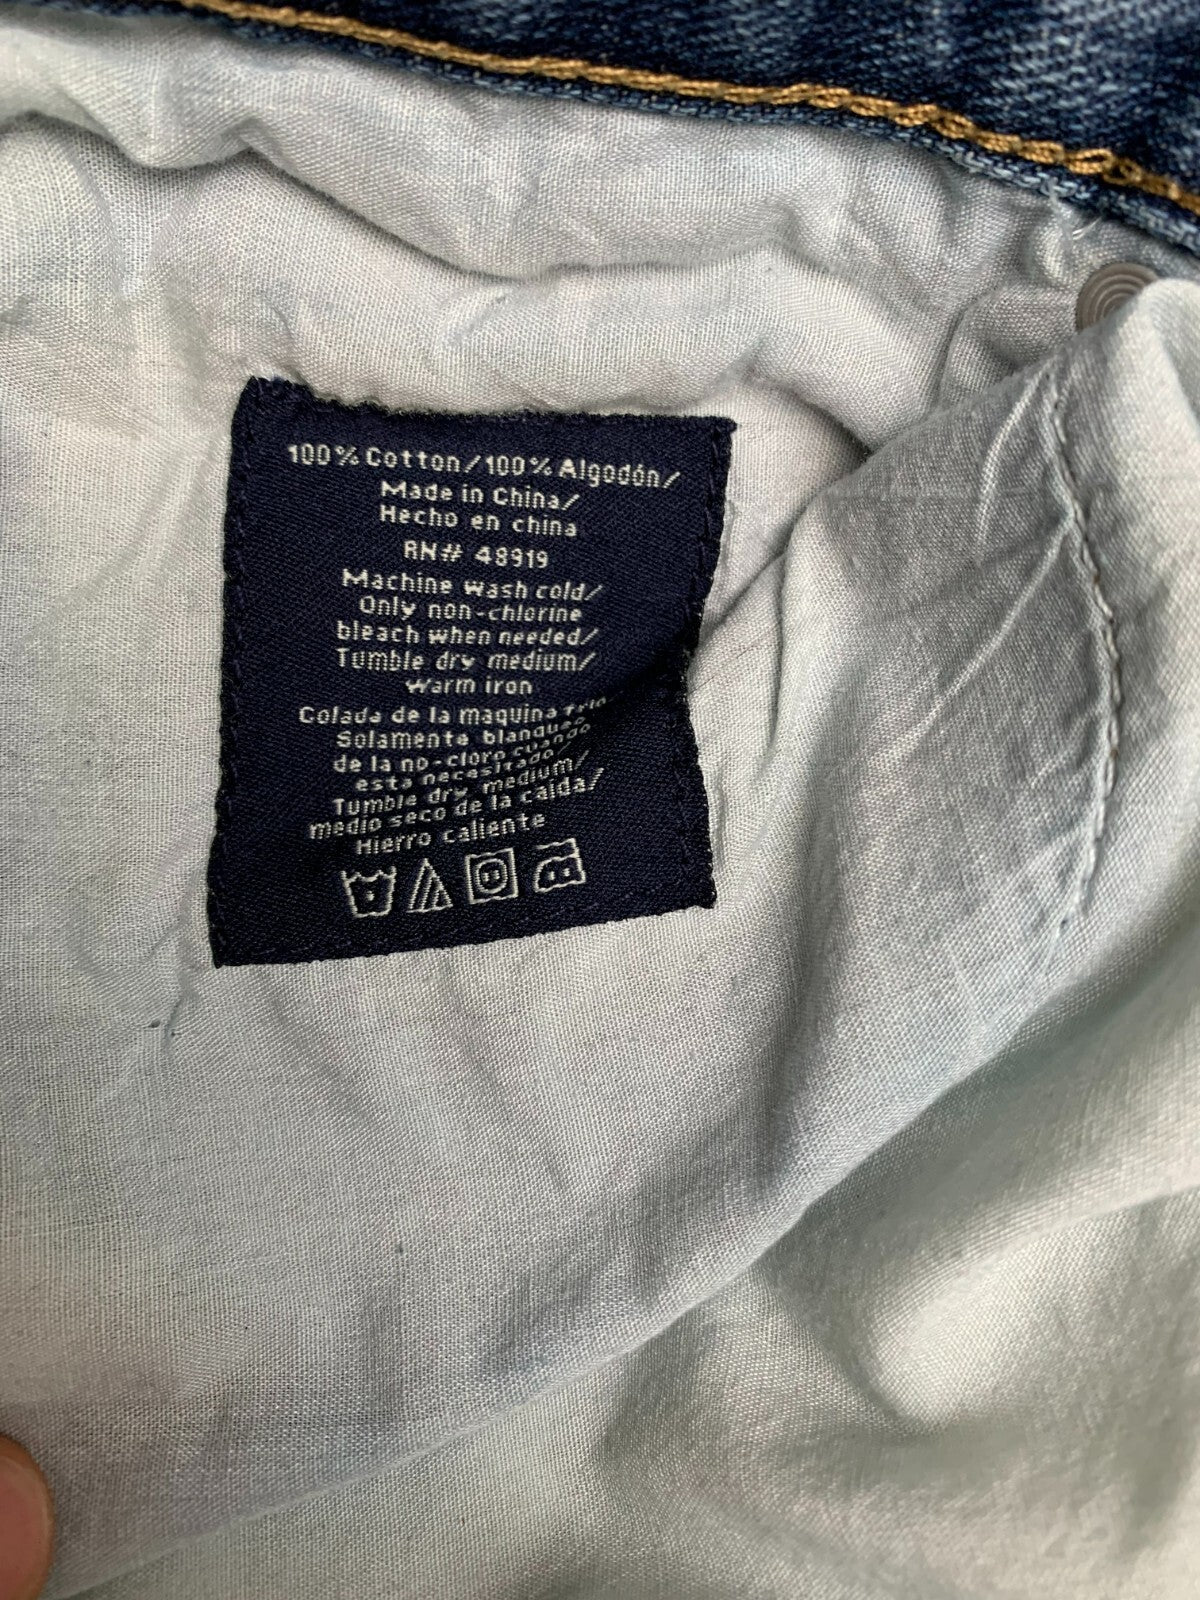 100% Cotton/100% Algodón/
Made in China/
Hecho en china
RN# 48919
Machine wash cold/
Only non-chlorine
bleach when needed/
Tumble dry medium/
Warm iron
Colada de la maquina fria
Solamente blanqueo
de la no-cloro cuando
esta necesitado/
Tumble dry medium/
medio seco de la caida/
Hierro caliente